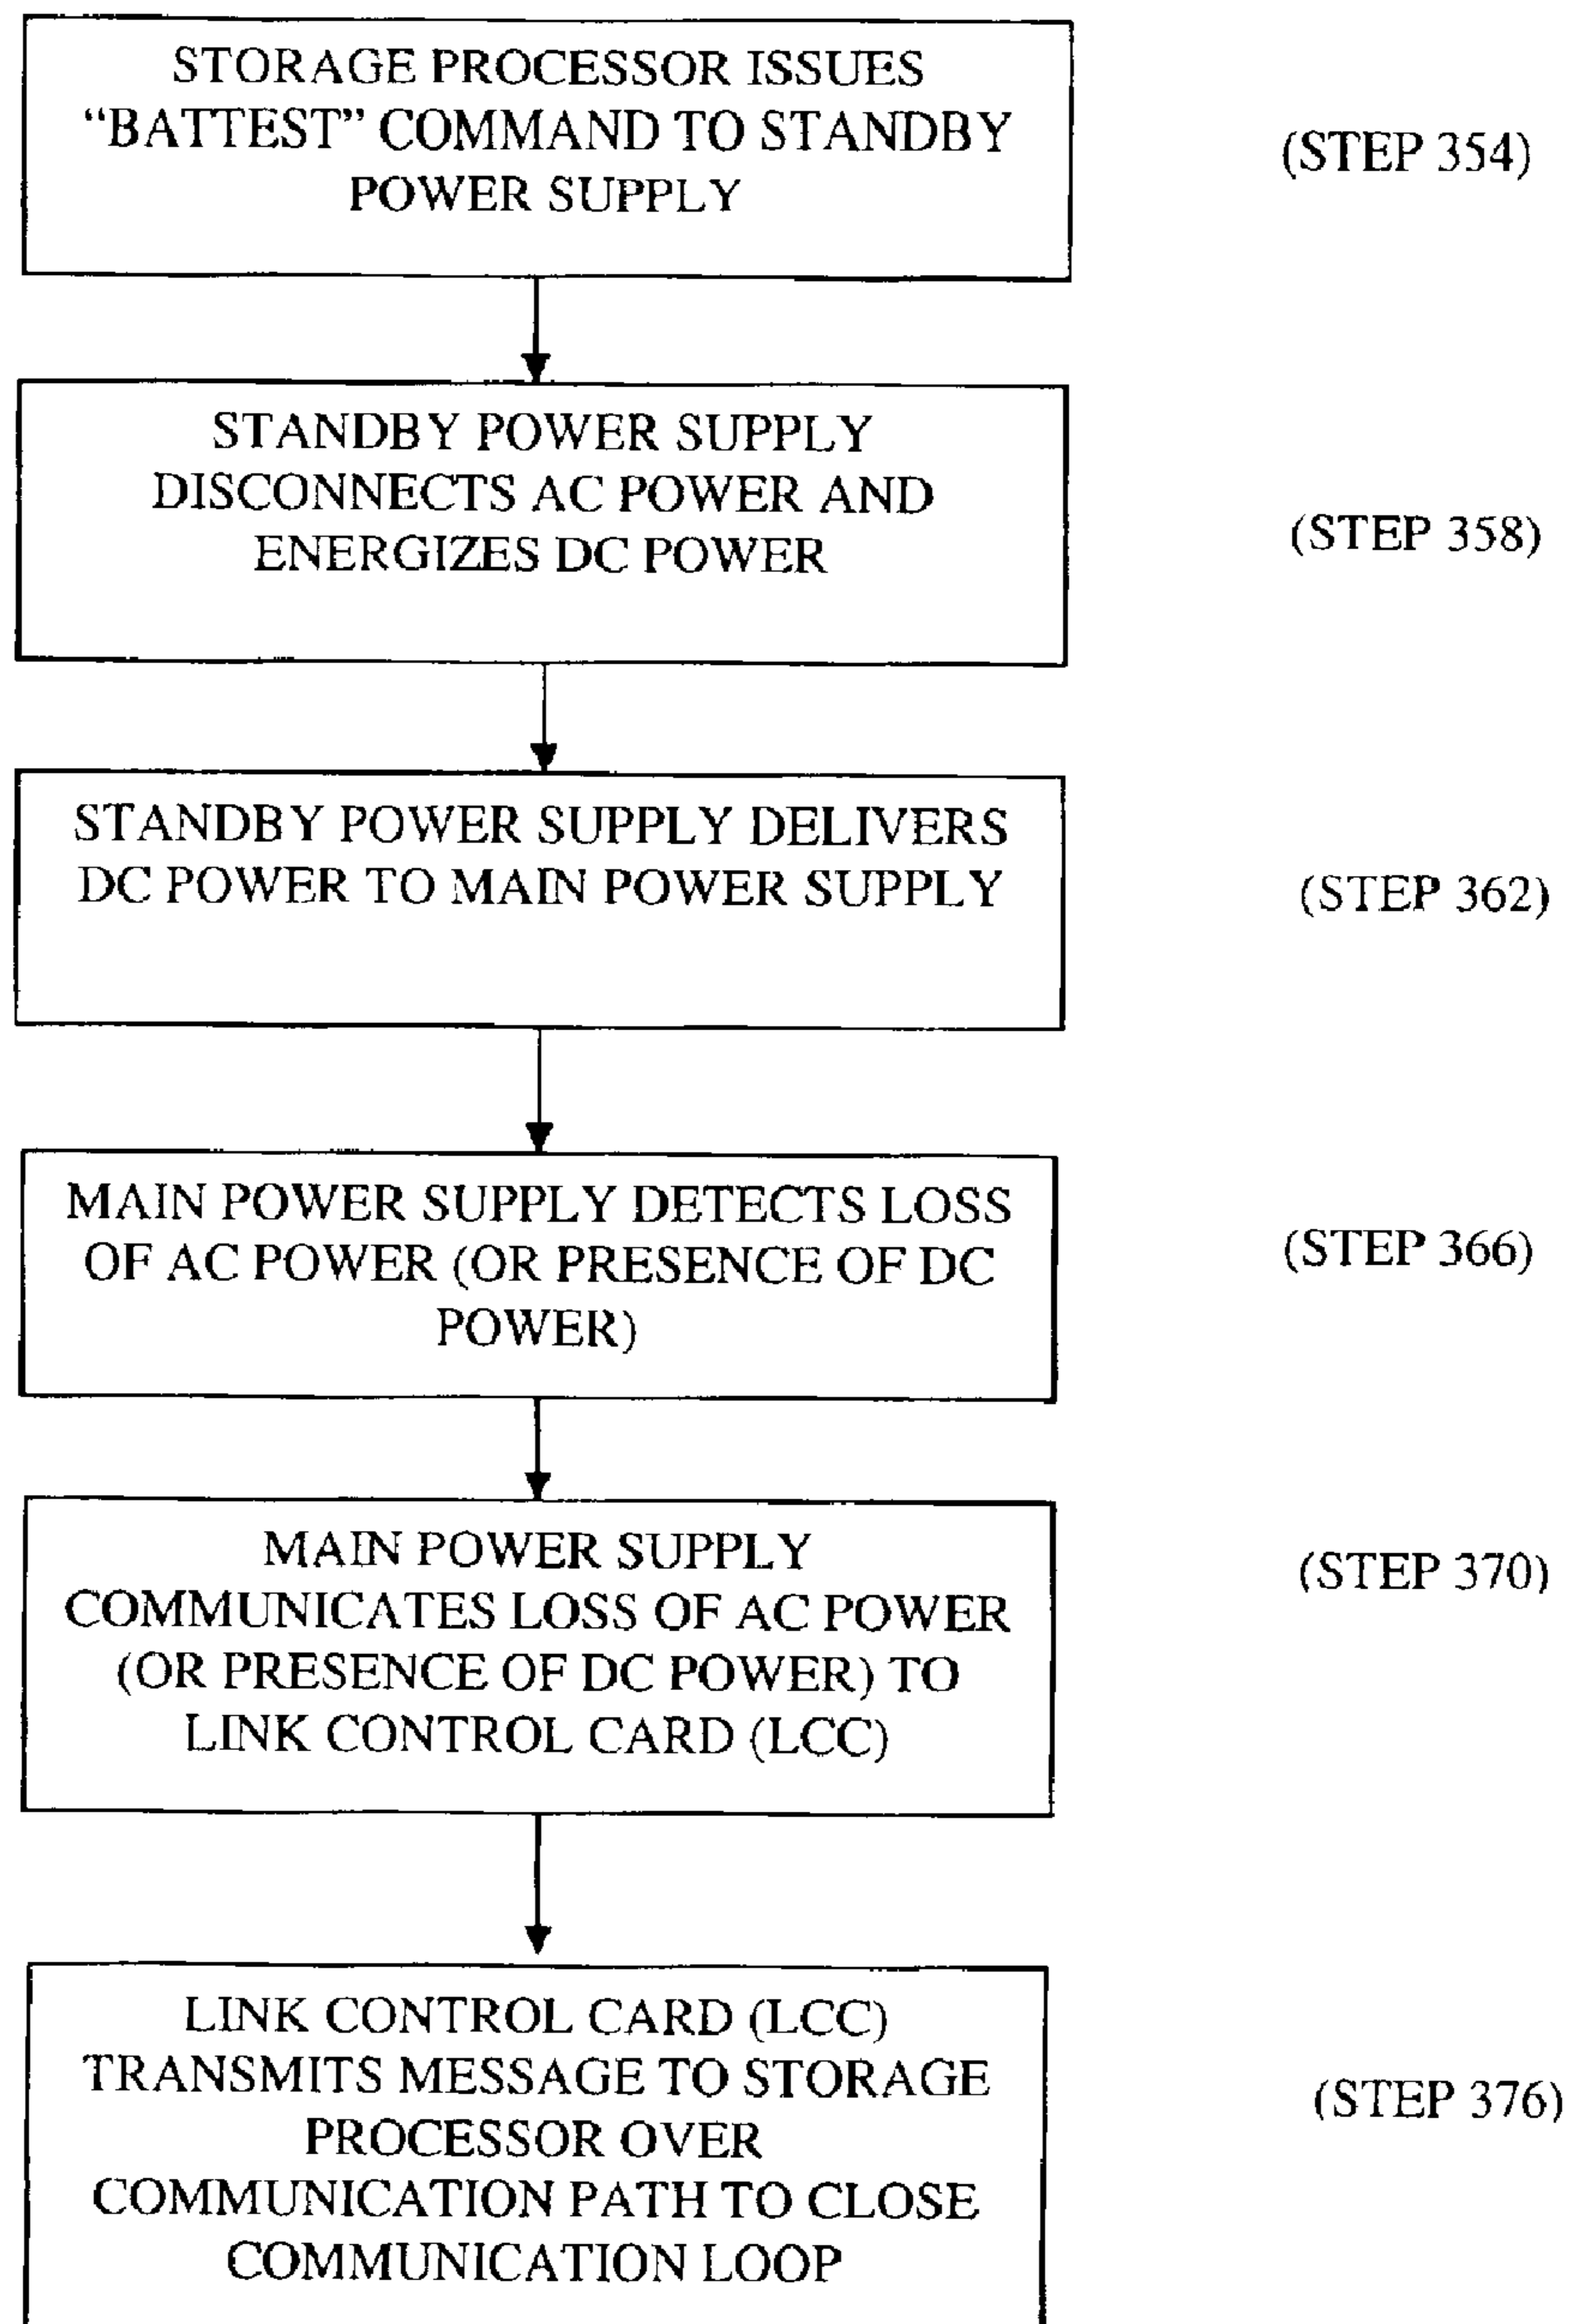 STORAGE PROCESSOR ISSUES
“BATTEST” COMMAND TO STANDBY
POWER SUPPLY
(STEP 354)
STANDBY POWER SUPPLY
DISCONNECTS AC POWER AND
ENERGIZES DC POWER
(STEP 358)
STANDBY POWER SUPPLY DELIVERS
DC POWER TO MAIN POWER SUPPLY
(STEP 362)
MAIN POWER SUPPLY DETECTS LOSS
OF AC POWER (OR PRESENCE OF DC
POWER)
(STEP 366)
MAIN POWER SUPPLY
COMMUNICATES LOSS OF AC POWER
(OR PRESENCE OF DC POWER) TO
LINK CONTROL CARD (LCC)
(STEP 370)
LINK CONTROL CARD (LCC)
TRANSMITS MESSAGE TO STORAGE
PROCESSOR OVER
COMMUNICATION PATH TO CLOSE
COMMUNICATION LOOP
(STEP 376)